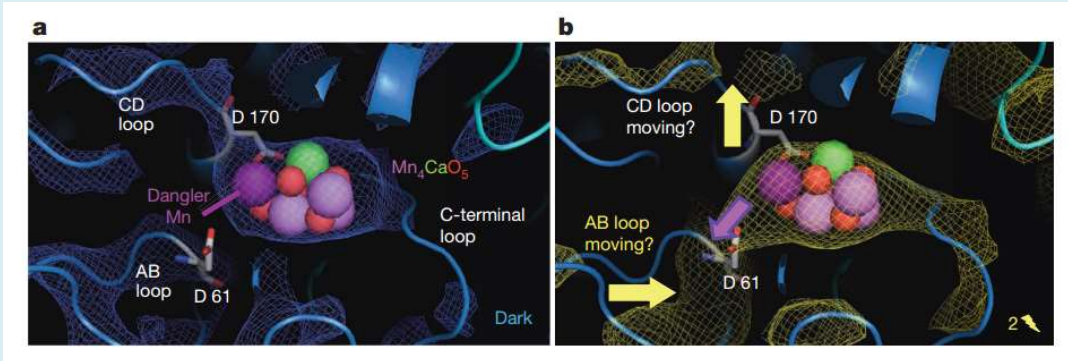 a
CD
loop
D 170
Mn4CaO5
Dangler
Mn
C-terminal
loop
AB
loop
D 61
Dark
b
CD loop
moving?
D 170
AB loop
moving?
D 61
2